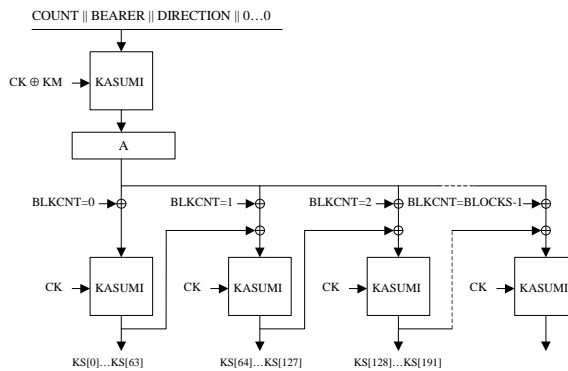 COUNT || BEARER || DIRECTION || 0…0
CK ⊕ KM
KASUMI
A
BLKCNT=0
BLKCNT=1
BLKCNT=2
BLKCNT=BLOCKS-1
CK
KASUMI
CK
KASUMI
CK
KASUMI
CK
KASUMI
KS[0]…KS[63]
KS[64]…KS[127]
KS[128]…KS[191]